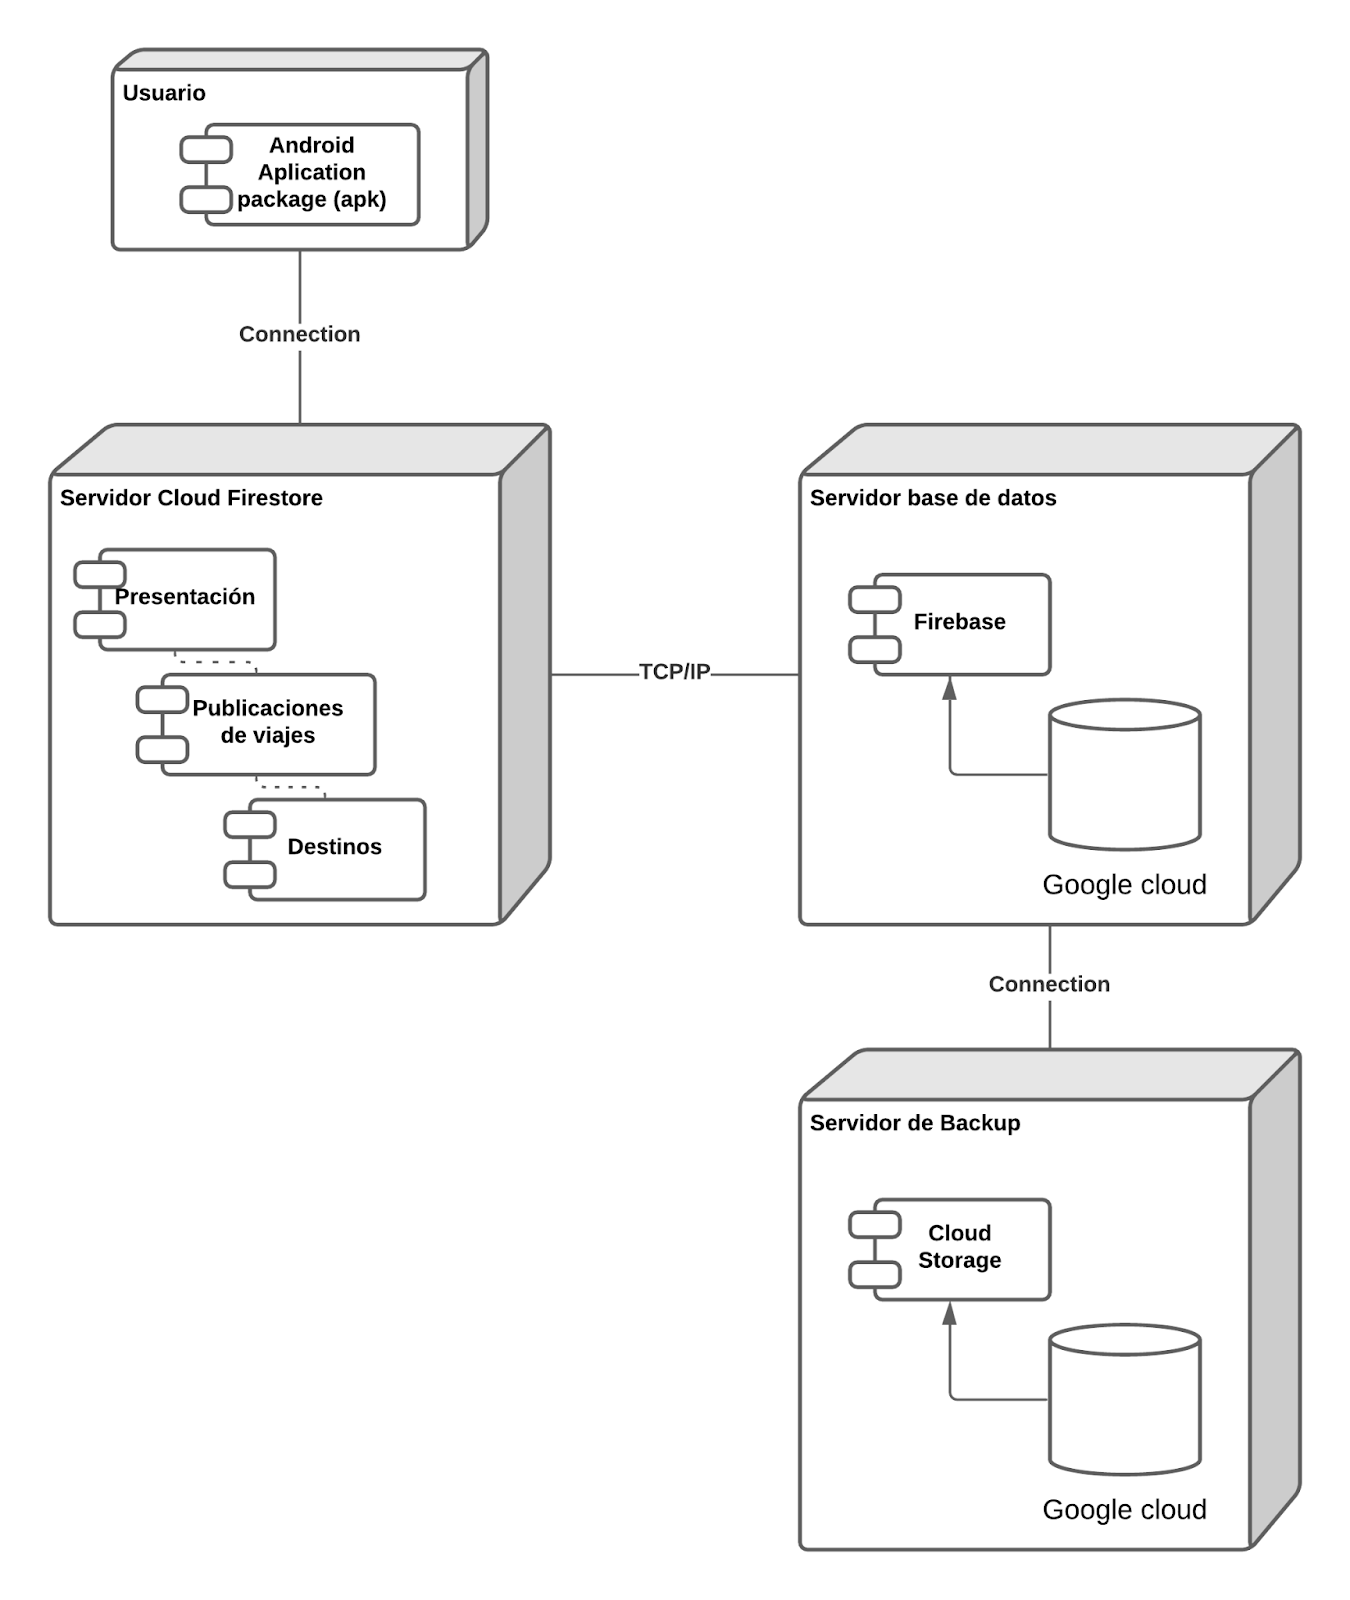 Usuario
Android
Aplication
package (apk)
Connection
Servidor Cloud Firestore
Presentación
Publicaciones
de viajes
Destinos
TCP/IP
Servidor base de datos
Firebase
Google cloud
Connection
Servidor de Backup
Cloud
Storage
Google cloud